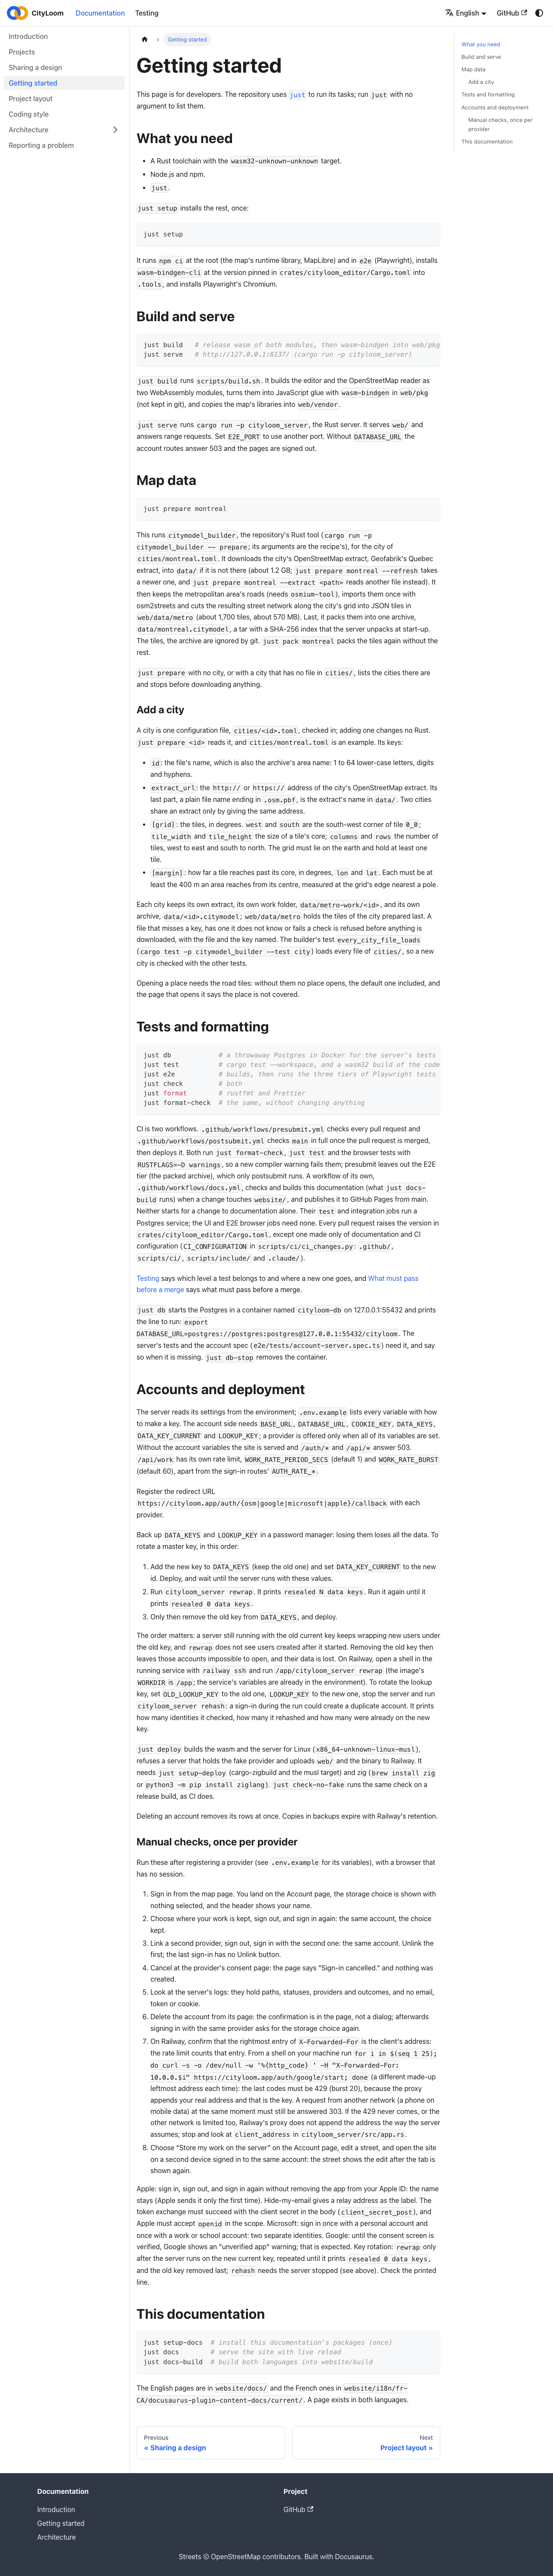 CityLoom
Documentation
Testing
English
GitHub
Introduction
Projects
Sharing a design
Getting started
Project layout
Coding style
Architecture
Reporting a problem
Getting started
Getting started
This page is for developers. The repository uses just to run its tasks; run just with no
argument to list them.
What you need
A Rust toolchain with the wasm32-unknown-unknown target.
Node.js and npm.
just.
just setup installs the rest, once:
just setup
It runs npm ci at the root (the map's runtime library, MapLibre) and in e2e (Playwright), installs
wasm-bindgen-cli at the version pinned in crates/cityloom_editor/Cargo.toml into
.tools, and installs Playwright's Chromium.
Build and serve
just build # release wasm of both modules, then wasm-bindgen into web/pkg
just serve # http://127.0.0.1:8137/ (cargo run -p cityloom_server)
just build runs scripts/build.sh. It builds the editor and the OpenStreetMap reader as
two WebAssembly modules, turns them into JavaScript glue with wasm-bindgen in web/pkg
(not kept in git), and copies the map's libraries into web/vendor.
just serve runs cargo run -p cityloom_server, the Rust server. It serves web/ and
answers range requests. Set E2E_PORT to use another port. Without DATABASE_URL the
account routes answer 503 and the pages are signed out.
Map data
just prepare montreal
This runs citymodel_builder, the repository's Rust tool (cargo run -p
citymodel_builder -- prepare; its arguments are the recipe's), for the city of
cities/montreal.toml. It downloads the city's OpenStreetMap extract, Geofabrik's Quebec
extract, into data/ if it is not there (about 1.2 GB; just prepare montreal --refresh takes
a newer one, and just prepare montreal --extract <path> reads another file instead). It
then keeps the metropolitan area's roads (needs osmium-tool), imports them once with
osm2streets and cuts the resulting street network along the city's grid into JSON tiles in
web/data/metro (about 1,700 tiles, about 570 MB). Last, it packs them into one archive,
data/montreal.citymodel, a tar with a SHA-256 index that the server unpacks at start-up.
The tiles, the archive are ignored by git. just pack montreal packs the tiles again without the
rest.
just prepare with no city, or with a city that has no file in cities/, lists the cities there are
and stops before downloading anything.
Add a city
A city is one configuration file, cities/<id>.toml, checked in; adding one changes no Rust.
just prepare <id> reads it, and cities/montreal.toml is an example. Its keys:
id: the file's name, which is also the archive's area name: 1 to 64 lower-case letters, digits
and hyphens.
extract_url: the http:// or https:// address of the city's OpenStreetMap extract. Its
last part, a plain file name ending in .osm.pbf, is the extract's name in data/. Two cities
share an extract only by giving the same address.
[grid]: the tiles, in degrees. west and south are the south-west corner of tile 0_0;
tile_width and tile_height the size of a tile's core; columns and rows the number of
tiles, west to east and south to north. The grid must lie on the earth and hold at least one
tile.
[margin]: how far a tile reaches past its core, in degrees, lon and lat. Each must be at
least the 400 m an area reaches from its centre, measured at the grid's edge nearest a pole.
Each city keeps its own extract, its own work folder, data/metro-work/<id>, and its own
archive, data/<id>.citymodel; web/data/metro holds the tiles of the city prepared last. A
file that misses a key, has one it does not know or fails a check is refused before anything is
downloaded, with the file and the key named. The builder's test every_city_file_loads
(cargo test -p citymodel_builder --test city) loads every file of cities/, so a new
city is checked with the other tests.
Opening a place needs the road tiles: without them no place opens, the default one included, and
the page that opens it says the place is not covered.
Tests and formatting
just db # a throwaway Postgres in Docker for the server's tests
just test # cargo test --workspace, and a wasm32 build of the code
just e2e # builds, then runs the three tiers of Playwright tests
just check # both
just format # rustfmt and Prettier
just format-check # the same, without changing anything
CI is two workflows. .github/workflows/presubmit.yml checks every pull request and
.github/workflows/postsubmit.yml checks main in full once the pull request is merged,
then deploys it. Both run just format-check, just test and the browser tests with
RUSTFLAGS=-D warnings, so a new compiler warning fails them; presubmit leaves out the E2E
tier (the packed archive), which only postsubmit runs. A workflow of its own,
.github/workflows/docs.yml, checks and builds this documentation (what just docs-
build runs) when a change touches website/, and publishes it to GitHub Pages from main.
Neither starts for a change to documentation alone. Their test and integration jobs run a
Postgres service; the UI and E2E browser jobs need none. Every pull request raises the version in
crates/cityloom_editor/Cargo.toml, except one made only of documentation and CI
configuration (CI_CONFIGURATION in scripts/ci/ci_changes.py: .github/,
scripts/ci/, scripts/include/ and .claude/).
Testing says which level a test belongs to and where a new one goes, and What must pass
before a merge says what must pass before a merge.
just db starts the Postgres in a container named cityloom-db on 127.0.0.1:55432 and prints
the line to run: export
DATABASE_URL=postgres://postgres:postgres@127.0.0.1:55432/cityloom. The
server's tests and the account spec (e2e/tests/account-server.spec.ts) need it, and say
so when it is missing. just db-stop removes the container.
Accounts and deployment
The server reads its settings from the environment; .env.example lists every variable with how
to make a key. The account side needs BASE_URL, DATABASE_URL, COOKIE_KEY, DATA_KEYS,
DATA_KEY_CURRENT and LOOKUP_KEY; a provider is offered only when all of its variables are set.
Without the account variables the site is served and /auth/* and /api/* answer 503.
/api/work has its own rate limit, WORK_RATE_PERIOD_SECS (default 1) and WORK_RATE_BURST
(default 60), apart from the sign-in routes' AUTH_RATE_*.
Register the redirect URL
https://cityloom.app/auth/{osm|google|microsoft|apple}/callback with each
provider.
Back up DATA_KEYS and LOOKUP_KEY in a password manager: losing them loses all the data. To
rotate a master key, in this order:
1. Add the new key to DATA_KEYS (keep the old one) and set DATA_KEY_CURRENT to the new
id. Deploy, and wait until the server runs with these values.
2. Run cityloom_server rewrap. It prints resealed N data keys. Run it again until it
prints resealed 0 data keys.
3. Only then remove the old key from DATA_KEYS, and deploy.
The order matters: a server still running with the old current key keeps wrapping new users under
the old key, and rewrap does not see users created after it started. Removing the old key then
leaves those accounts impossible to open, and their data is lost. On Railway, open a shell in the
running service with railway ssh and run /app/cityloom_server rewrap (the image's
WORKDIR is /app; the service's variables are already in the environment). To rotate the lookup
key, set OLD_LOOKUP_KEY to the old one, LOOKUP_KEY to the new one, stop the server and run
cityloom_server rehash: a sign-in during the run could create a duplicate account. It prints
how many identities it checked, how many it rehashed and how many were already on the new
key.
just deploy builds the wasm and the server for Linux (x86_64-unknown-linux-musl),
refuses a server that holds the fake provider and uploads web/ and the binary to Railway. It
needs just setup-deploy (cargo-zigbuild and the musl target) and zig (brew install zig
or python3 -m pip install ziglang). just check-no-fake runs the same check on a
release build, as CI does.
Deleting an account removes its rows at once. Copies in backups expire with Railway's retention.
Manual checks, once per provider
Run these after registering a provider (see .env.example for its variables), with a browser that
has no session.
1. Sign in from the map page. You land on the Account page, the storage choice is shown with
nothing selected, and the header shows your name.
2. Choose where your work is kept, sign out, and sign in again: the same account, the choice
kept.
3. Link a second provider, sign out, sign in with the second one: the same account. Unlink the
first; the last sign-in has no Unlink button.
4. Cancel at the provider's consent page: the page says "Sign-in cancelled." and nothing was
created.
5. Look at the server's logs: they hold paths, statuses, providers and outcomes, and no email,
token or cookie.
6. Delete the account from its page: the confirmation is in the page, not a dialog; afterwards
signing in with the same provider asks for the storage choice again.
7. On Railway, confirm that the rightmost entry of X-Forwarded-For is the client's address:
the rate limit counts that entry. From a shell on your machine run for i in $(seq 1 25);
do curl -s -o /dev/null -w '%{http_code} ' -H "X-Forwarded-For:
10.0.0.$i" https://cityloom.app/auth/google/start; done (a different made-up
leftmost address each time): the last codes must be 429 (burst 20), because the proxy
appends your real address and that is the key. A request from another network (a phone on
mobile data) at the same moment must still be answered 303. If the 429 never comes, or the
other network is limited too, Railway's proxy does not append the address the way the server
assumes; stop and look at client_address in cityloom_server/src/app.rs.
8. Choose "Store my work on the server" on the Account page, edit a street, and open the site
on a second device signed in to the same account: the street shows the edit after the tab is
shown again.
Apple: sign in, sign out, and sign in again without removing the app from your Apple ID: the name
stays (Apple sends it only the first time). Hide-my-email gives a relay address as the label. The
token exchange must succeed with the client secret in the body (client_secret_post), and
Apple must accept openid in the scope. Microsoft: sign in once with a personal account and
once with a work or school account: two separate identities. Google: until the consent screen is
verified, Google shows an "unverified app" warning; that is expected. Key rotation: rewrap only
after the server runs on the new current key, repeated until it prints resealed 0 data keys,
and the old key removed last; rehash needs the server stopped (see above). Check the printed
line.
This documentation
just setup-docs # install this documentation's packages (once)
just docs # serve the site with live reload
just docs-build # build both languages into website/build
The English pages are in website/docs/ and the French ones in website/i18n/fr-
CA/docusaurus-plugin-content-docs/current/. A page exists in both languages.
Previous
« Sharing a design
Next
Project layout »
What you need
Build and serve
Map data
Add a city
Tests and formatting
Accounts and deployment
Manual checks, once per
provider
This documentation
Documentation
Introduction
Getting started
Architecture
Project
GitHub
Streets © OpenStreetMap contributors. Built with Docusaurus.